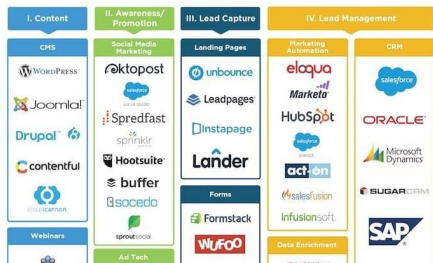 I. Content
CMS
WORDPRESS
Joomla!
Drupal
contentful
cloudcannon
Webinars
II. Awareness/
Promotion
Social Media
Marketing
oktopost
salesforce
social studio
Spredfast
sprinklr
Hootsuite
buffer
socedo
sproutsocial
Ad Tech
III. Lead Capture
Landing Pages
unbounce
Leadpages
Instapage
Lander
Forms
Formstack
WUFOO
IV. Lead Management
Marketing
Automation
eloqua
Marketo
HubSpot
salesforce
pardot
act-on
salesfusion
infusionsoft.
Data Enrichment
CRM
salesforce
ORACLE
Microsoft
Dynamics
SUGARCRM
SAP